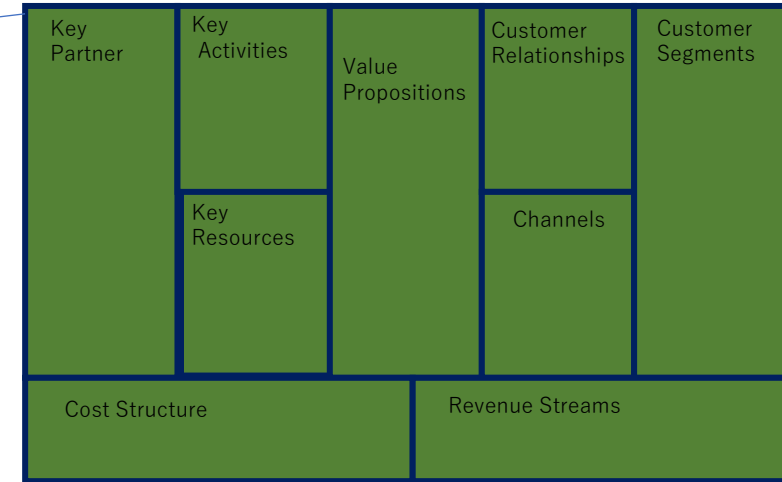 Key
Partner
Key
Activities
Value
Propositions
Customer
Relationships
Customer
Segments
Key
Resources
Channels
Cost Structure
Revenue Streams